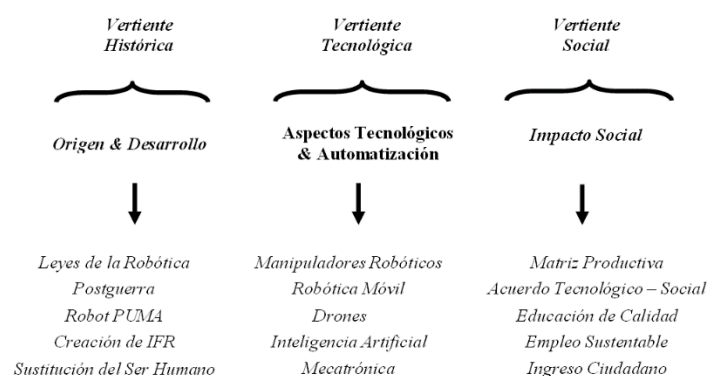 Vertiente
Histórica
Vertiente
Tecnológica
Vertiente
Social
Origen & Desarrollo
Aspectos Tecnológicos
& Automatización
Impacto Social
Leyes de la Robótica
Postguerra
Robot PUMA
Creación de IFR
Sustitución del Ser Humano
Manipuladores Robóticos
Robótica Móvil
Drones
Inteligencia Artificial
Mecatrónica
Matriz Productiva
Acuerdo Tecnológico – Social
Educación de Calidad
Empleo Sustentable
Ingreso Ciudadano